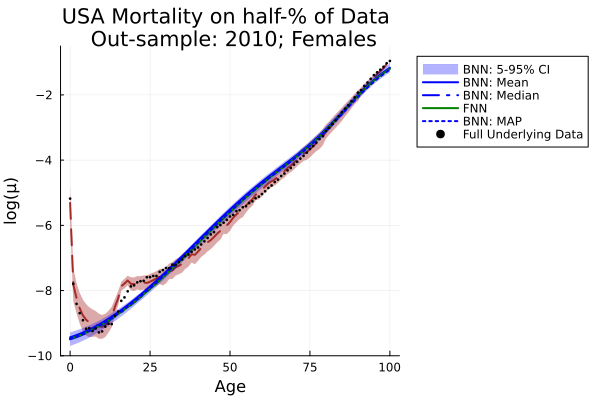 USA Mortality on half-% of Data
Out-sample: 2010; Females
BNN: 5-95% CI
BNN: Mean
BNN: Median
FNN
BNN: MAP
Full Underlying Data
log(μ)
−2
−4
−6
−8
−10
0 25 50 75 100
Age